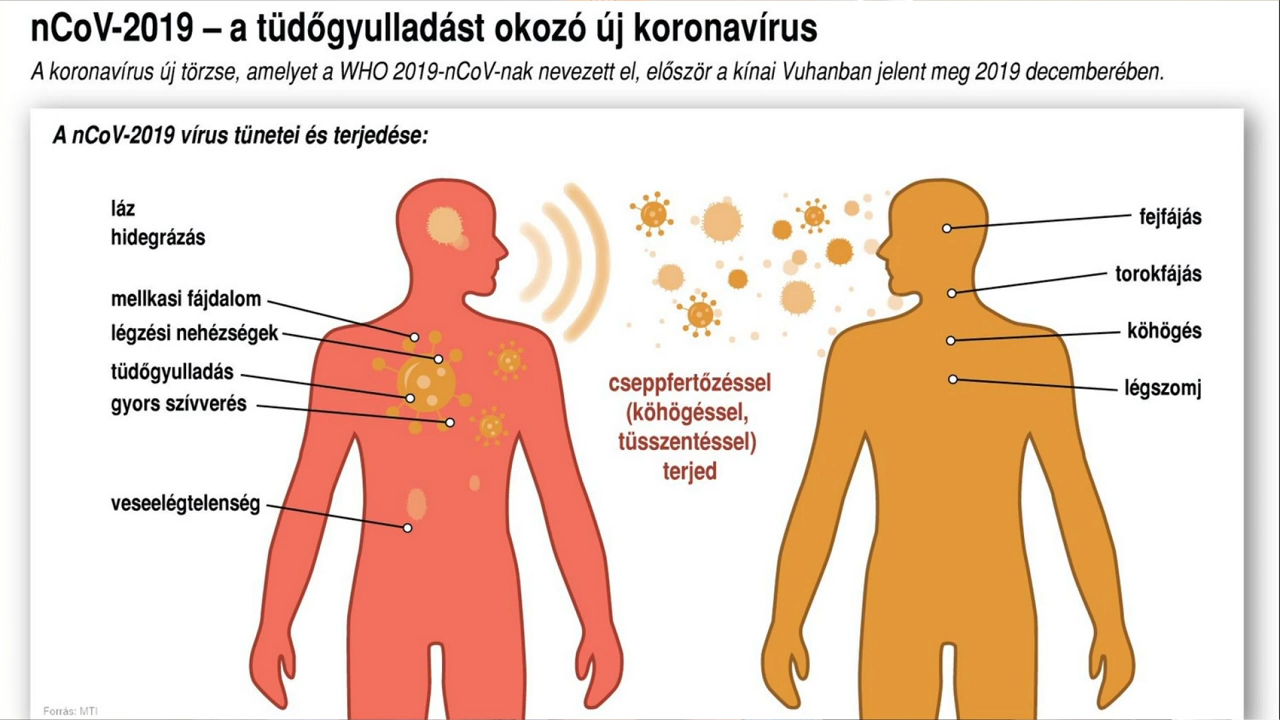 nCoV-2019 – a tüdőgyulladást okozó új koronavírus
A koronavírus új törzse, amelyet a WHO 2019-nCoV-nak nevezett el, először a kínai Vuhanban jelent meg 2019 decemberében.
A nCoV-2019 vírus tünetei és terjedése:
láz
hidegrázás
mellkasi fájdalom
légzési nehézségek
tüdőgyulladás
gyors szívverés
veseelégtelenség
cseppfertőzéssel
(köhögéssel,
tüsszentéssel)
terjed
fejfájás
torokfájás
köhögés
légszomj
Forrás: MTI